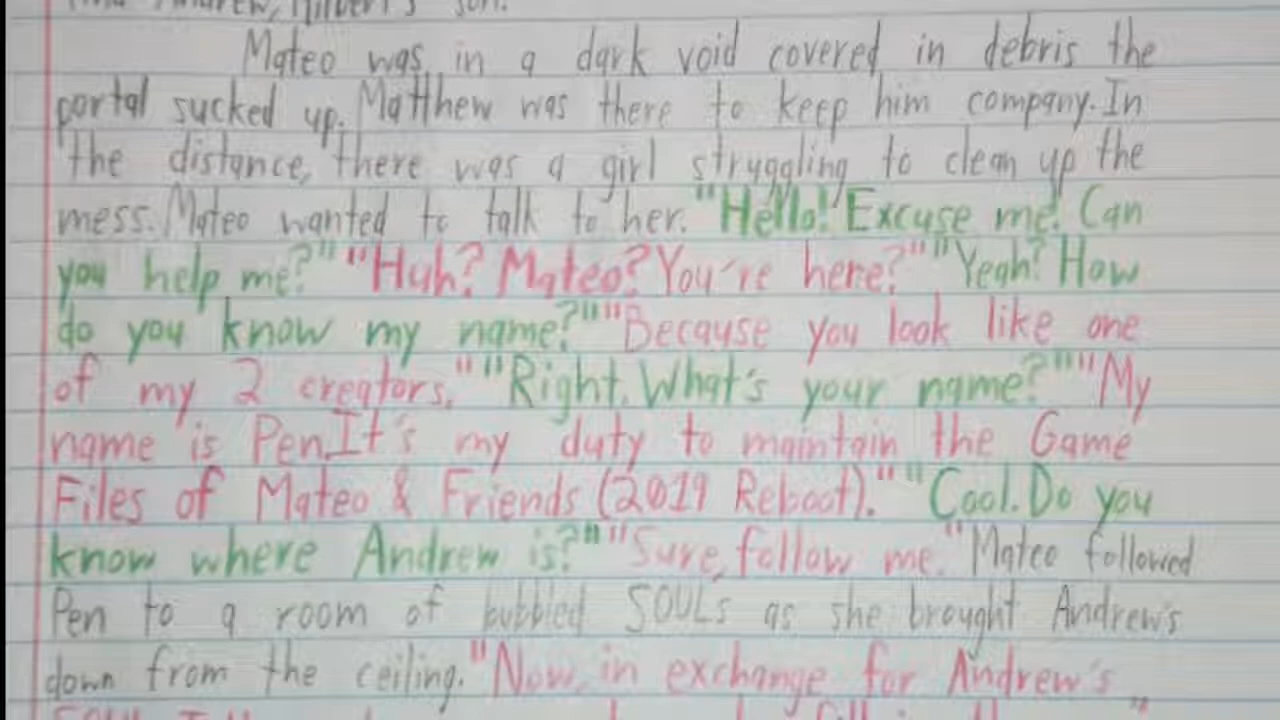 Andrew, Hilbert's son.
Mateo was in a dark void covered in debris the
portal sucked up. Matthew was there to keep him company. In
the distance, there was a girl struggling to clean up the
mess. Mateo wanted to talk to her. "Hello! Excuse me! Can
you help me?" "Huh? Mateo? You're here?" "Yeah? How
do you know my name?" "Because you look like one
of my 2 creators." "Right. What's your name?" "My
name is Pen. It's my duty to maintain the Game
Files of Mateo & Friends (2019 Reboot)." "Cool. Do you
know where Andrew is?" "Sure, follow me." Mateo followed
Pen to a room of bubbled SOULs as she brought Andrew's
down from the ceiling. "Now, in exchange for Andrew's
SOUL, I